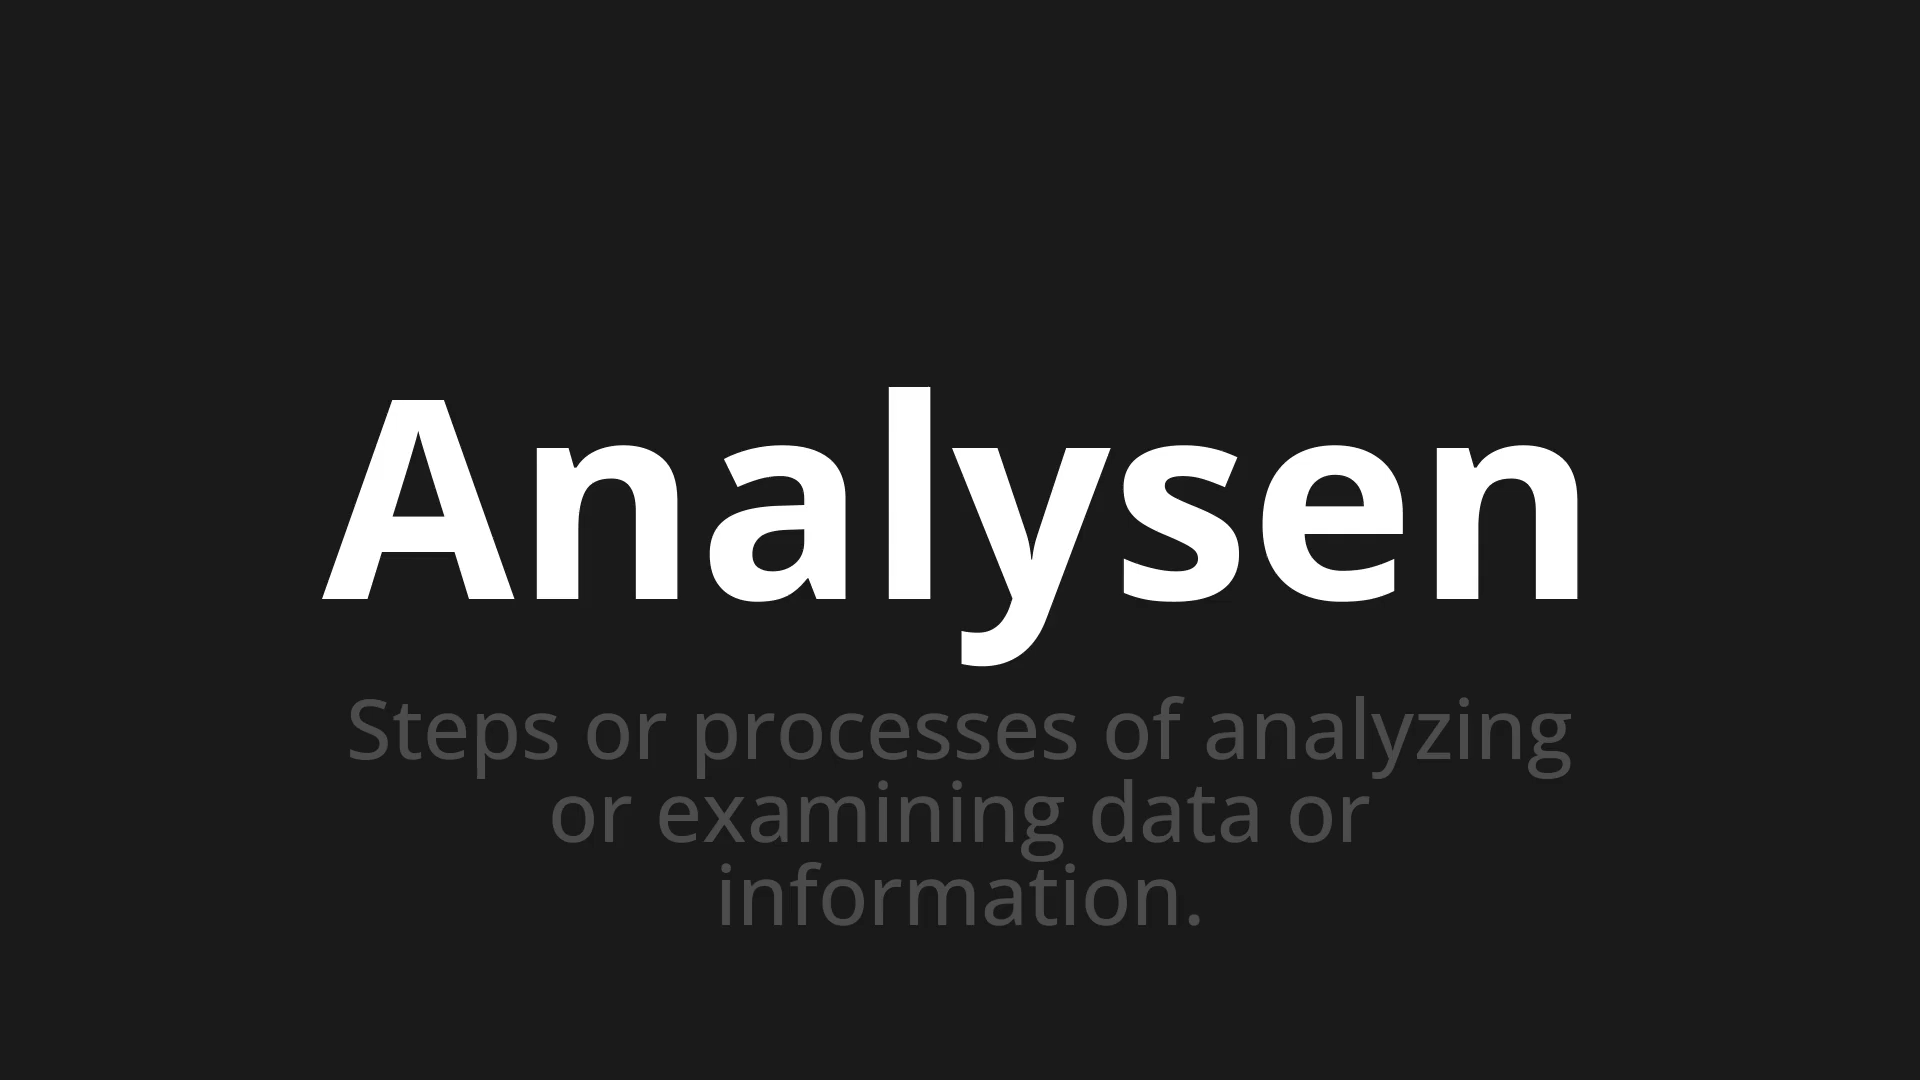 Analysen
Steps or processes of analyzing
or examining data or
information.